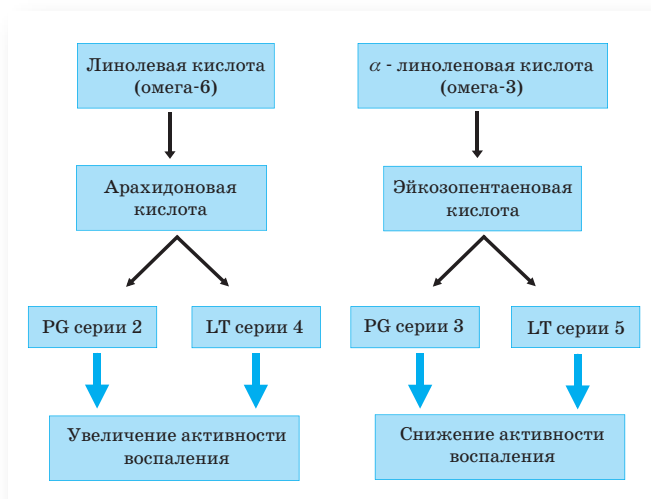 Линолевая кислота
(омега-6)
α - линоленовая кислота
(омега-3)
Арахидоновая
кислота
Эйкозопентаеновая
кислота
PG серии 2
LT серии 4
PG серии 3
LT серии 5
Увеличение активности
воспаления
Снижение активности
воспаления